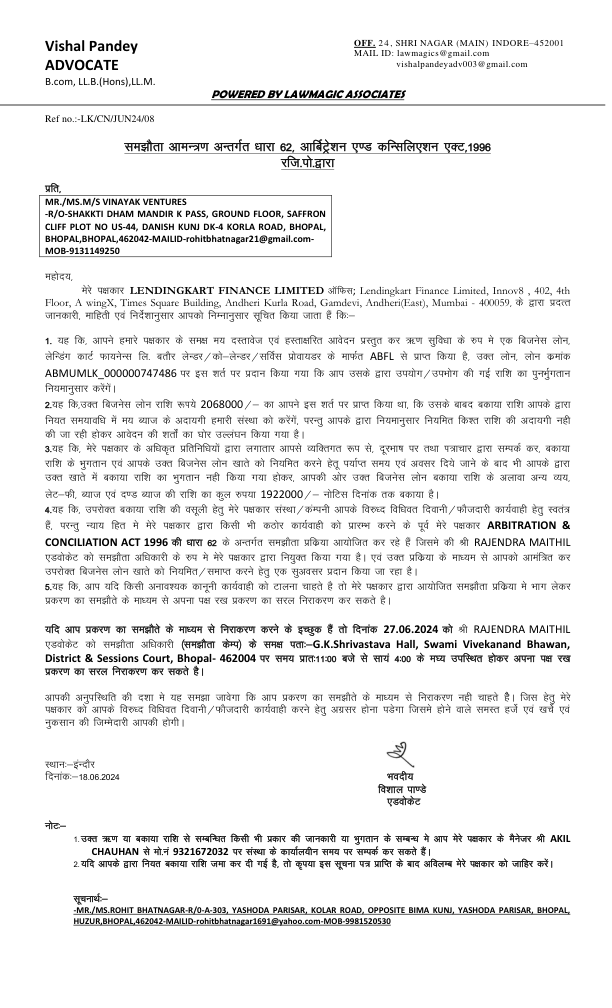 Vishal Pandey
ADVOCATE
B.com, LL.B.(Hons),LL.M.
OFF. 24, SHRI NAGAR (MAIN) INDORE–452001
MAIL ID: lawmagics@gmail.com
vishalpandeyadv003@gmail.com
POWERED BY LAWMAGIC ASSOCIATES
Ref no.:-LK/CN/JUN24/08
समझौता आमन्त्रण अन्तर्गत धारा 62, आर्बिट्रेशन एण्ड कन्सिलिएशन एक्ट,1996
रजि.पो.द्वारा
प्रति,
MR./MS.M/S VINAYAK VENTURES
-R/O-SHAKKTI DHAM MANDIR K PASS, GROUND FLOOR, SAFFRON
CLIFF PLOT NO US-44, DANISH KUNJ DK-4 KORLA ROAD, BHOPAL,
BHOPAL,BHOPAL,462042-MAILID-rohitbhatnagar21@gmail.com-
MOB-9131149250
महोदय,
मेरे पक्षकार LENDINGKART FINANCE LIMITED ऑफिस; Lendingkart Finance Limited, Innov8 , 402, 4th
Floor, A wingX, Times Square Building, Andheri Kurla Road, Gamdevi, Andheri(East), Mumbai - 400059, के द्वारा प्रदत्त
जानकारी, माहिती एवं निर्देशानुसार आपको निम्नानुसार सूचित किया जाता हैं कि:–
1. यह कि, आपने हमारे पक्षकार के समक्ष मय दस्तावेज एवं हस्ताक्षरित आवेदन प्रस्तुत कर ऋण सुविधा के रुप मे एक बिजनेस लोन,
लेन्डिंग कार्ट फायनेन्स लि. बतौर लेन्डर/को–लेन्डर/सर्विस प्रोवायडर के मार्फत ABFL से प्राप्त किया है, उक्त लोन, लोन क्रमांक
ABMUMLK_000000747486 पर इस शर्त पर प्रदान किया गया कि आप उसके द्वारा उपयोग/उपभोग की गई राशि का पुनर्भुगतान
नियमानुसार करेंगें।
2.यह कि,उक्त बिजनेस लोन राशि रूपये 2068000/– का आपने इस शर्त पर प्राप्त किया था, कि उसके बाबद बकाया राशि आपके द्वारा
नियत समयावधि में मय ब्याज के अदायगी हमारी संस्था को करेंगें, परन्तु आपके द्वारा नियमानुसार नियमित किश्त राशि की अदायगी नही
की जा रही होकर आवेदन की शर्तों का घोर उल्लंघन किया गया है।
3.यह कि, मेरे पक्षकार के अधिकृत प्रतिनिधियों द्वारा लगातार आपसे व्यक्तिगत रूप से, दूरभाष पर तथा पत्राचार द्वारा सम्पर्क कर, बकाया
राशि के भुगतान एवं आपके उक्त बिजनेस लोन खाते को नियमित करने हेतू पर्याप्त समय एवं अवसर दिये जाने के बाद भी आपके द्वारा
उक्त खाते में बकाया राशि का भुगतान नही किया गया होकर, आपकी ओर उक्त बिजनेस लोन बकाया राशि के अलावा अन्य व्यय,
लेट–फी, ब्याज एवं दण्ड ब्याज की राशि का कुल रुपया 1922000/– नोटिस दिनांक तक बकाया है।
4.यह कि, उपरोक्त बकाया राशि की वसूली हेतु मेरे पक्षकार संस्था/कम्पनी आपके विरुध्द विधिवत दिवानी/फौजदारी कार्यवाही हेतु स्वतंत्र
हैं, परन्तु न्याय हित मे मेरे पक्षकार द्वारा किसी भी कठोर कार्यवाही को प्रारम्भ करने के पूर्व मेरे पक्षकार ARBITRATION &
CONCILIATION ACT 1996 की धारा 62 के अन्तर्गत समझौता प्रकिया आयोजित कर रहे हैं जिसमे की श्री RAJENDRA MAITHIL
एडवोकेट को समझौता अधिकारी के रुप मे मेरे पक्षकार द्वारा नियुक्त किया गया है। एवं उक्त प्रकिया के माध्यम से आपको आमंत्रित कर
उपरोक्त बिजनेस लोन खाते को नियमित/समाप्त करने हेतु एक सुअवसर प्रदान किया जा रहा है।
5.यह कि, आप यदि किसी अनावश्यक कानूनी कार्यवाही को टालना चाहते है तो मेरे पक्षकार द्वारा आयोजित समझौता प्रकिया मे भाग लेकर
प्रकरण का समझौते के माध्यम से अपना पक्ष रख प्रकरण का सरल निराकरण कर सकते है।
यदि आप प्रकरण का समझौते के माध्यम से निराकरण करने के इच्छुक हैं तो दिनांक 27.06.2024 को श्री RAJENDRA MAITHIL
एडवोकेट को समझौता अधिकारी (समझौता केम्प) के समक्ष पताः–G.K.Shrivastava Hall, Swami Vivekanand Bhawan,
District & Sessions Court, Bhopal- 462004 पर समय प्रातः11:00 बजे से सायं 4:00 के मघ्य उपस्थित होकर अपना पक्ष रख
प्रकरण का सरल निराकरण कर सकते है।
आपकी अनुपस्थिति की दशा मे यह समझा जावेगा कि आप प्रकरण का समझौते के माध्यम से निराकरण नही चाहते हैै। जिस हेतु मेरे
पक्षकार को आपके विरुध्द विधिवत दिवानी/फौजदारी कार्यवाही करने हेतु अग्रसर होना पडेगा जिसमे होने वाले समस्त हर्जे एवं खर्चे एवं
नुकसान की जिम्मेदारी आपकी होगी।
स्थानः–इंन्दौर
दिनांकः–18.06.2024
भवदीय
विशाल पाण्डे
एडवोकेट
नोटः–
1.उक्त ऋण या बकाया राशि से सम्बन्धित किसी भी प्रकार की जानकारी या भुगतान के सम्बन्ध मे आप मेरे पक्षकार के मैनेजर श्री AKIL
CHAUHAN से मो.नं 9321672032 पर संस्था के कार्यालयीन समय पर सम्पर्क कर सकते हैं।
2.यदि आपके द्वारा नियत बकाया राशि जमा कर दी गई है, तो कृपया इस सूचना पत्र प्राप्ति के बाद अविलम्ब मेरे पक्षकार को जाहिर करें।
सूचनार्थः–
-MR./MS.ROHIT BHATNAGAR-R/0-A-303, YASHODA PARISAR, KOLAR ROAD, OPPOSITE BIMA KUNJ, YASHODA PARISAR, BHOPAL,
HUZUR,BHOPAL,462042-MAILID-rohitbhatnagar1691@yahoo.com-MOB-9981520530